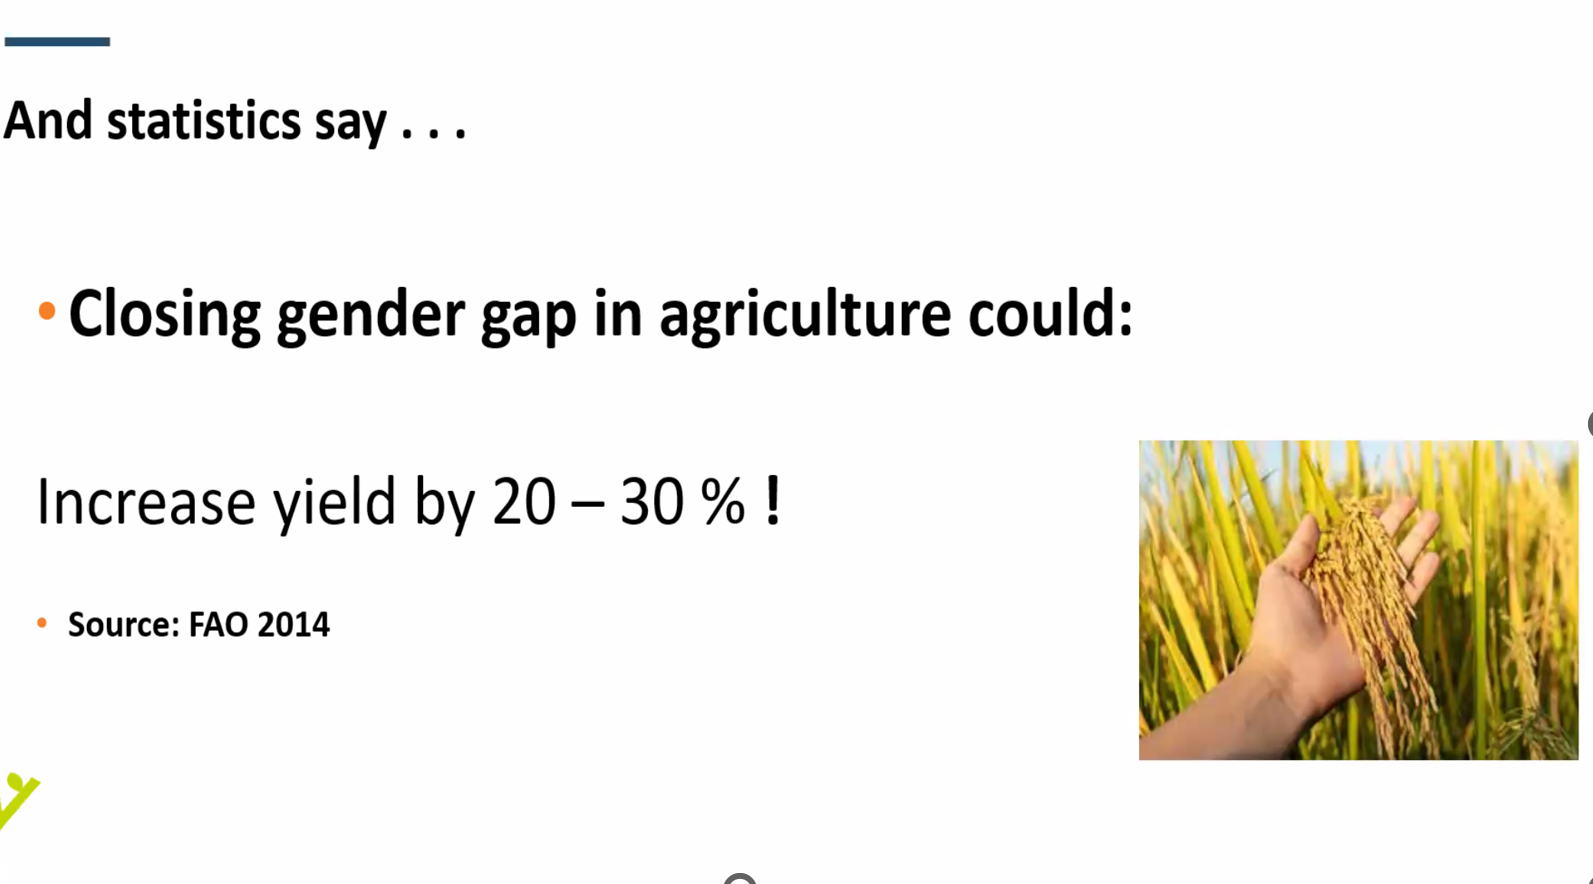 And statistics say . . .
• Closing gender gap in agriculture could:
Increase yield by 20 – 30 % !
• Source: FAO 2014